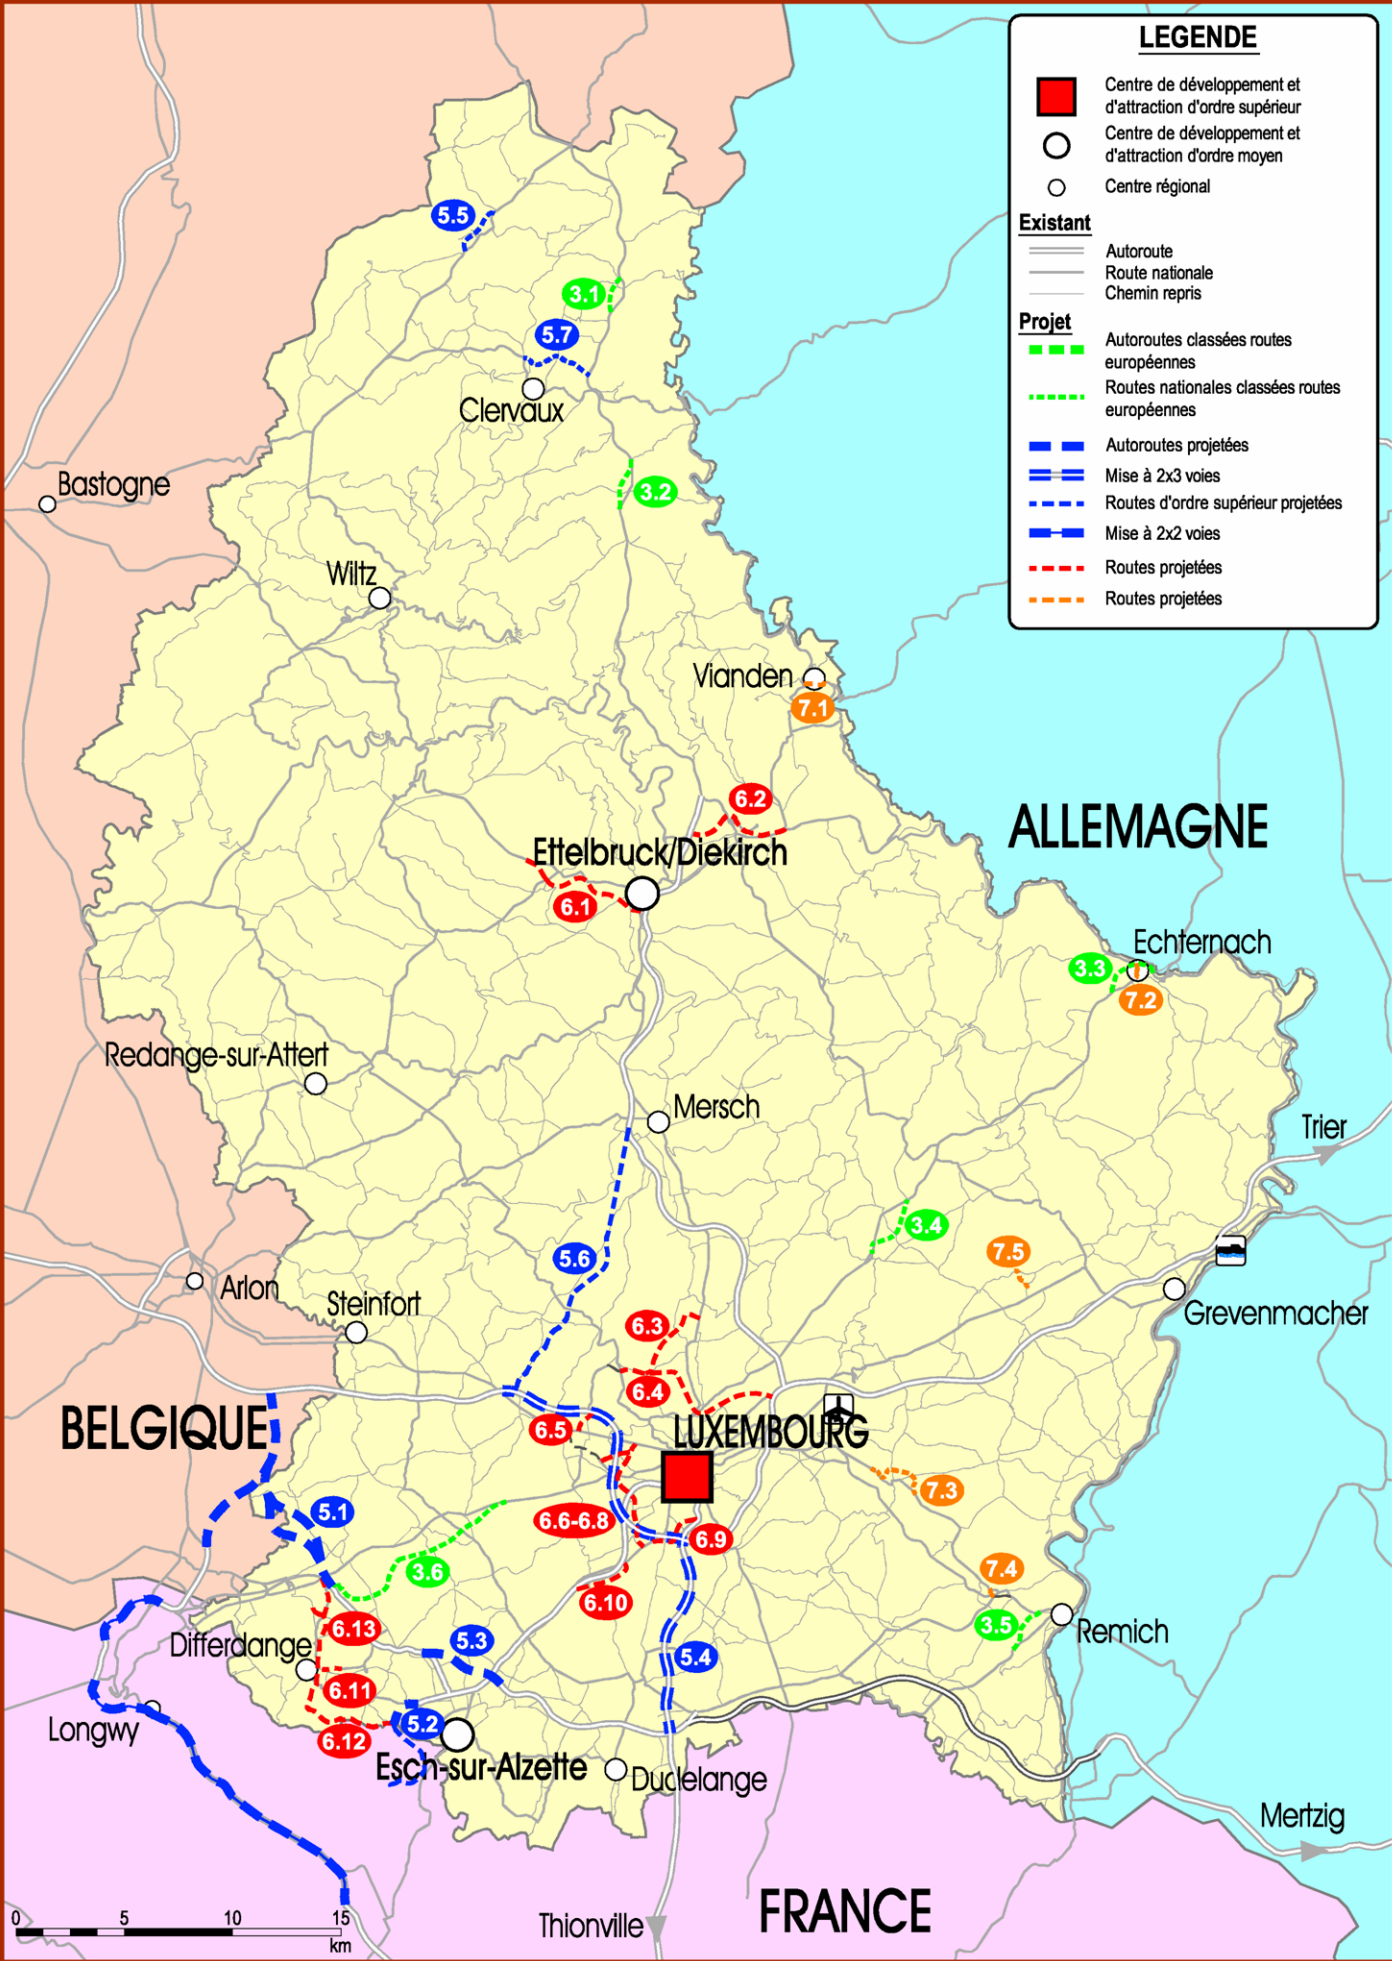 LEGENDE
Centre de développement et
d'attraction d'ordre supérieur
Centre de développement et
d'attraction d'ordre moyen
Centre régional
Existant
Autoroute
Route nationale
Chemin repris
Projet
Autoroutes classées routes
européennes
Routes nationales classées routes
européennes
Autoroutes projetées
Mise à 2x3 voies
Routes d'ordre supérieur projetées
Mise à 2x2 voies
Routes projetées
Routes projetées
5.5
3.1
5.7
Clervaux
Bastogne
3.2
Wiltz
Vianden
7.1
6.2
ALLEMAGNE
Ettelbruck/Diekirch
6.1
Echternach
3.3
7.2
Redange-sur-Attert
Mersch
Trier
3.4
7.5
5.6
Arlon
Steinfort
Grevenmacher
6.3
6.4
BELGIQUE
6.5
LUXEMBOURG
7.3
5.1
6.6-6.8
6.9
3.6
7.4
6.10
3.5
Remich
6.13
Differdange
5.3
5.4
6.11
Longwy
5.2
6.12
Esch-sur-Alzette
Dudelange
Mertzig
FRANCE
Thionville
0 5 10 15
km